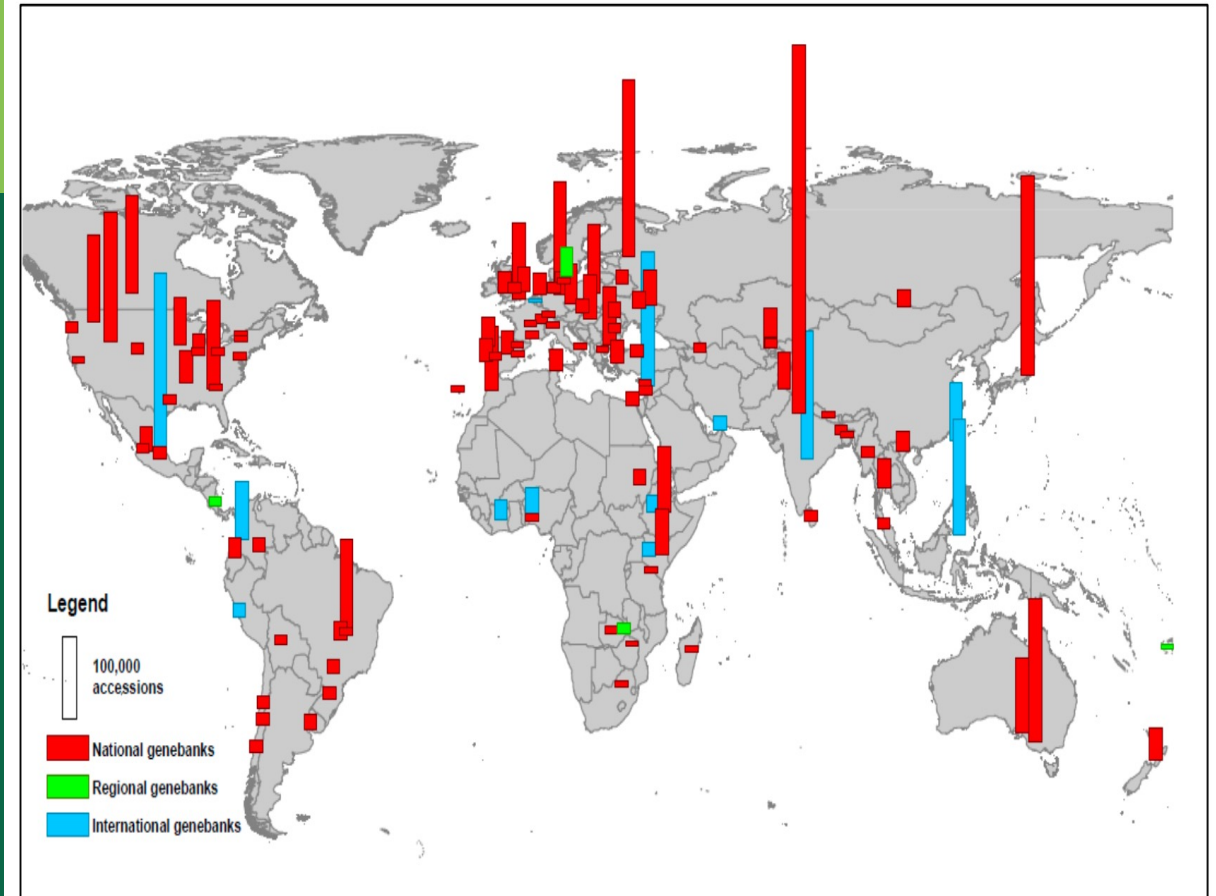 Legend
100,000
accessions
National genebanks
Regional genebanks
International genebanks